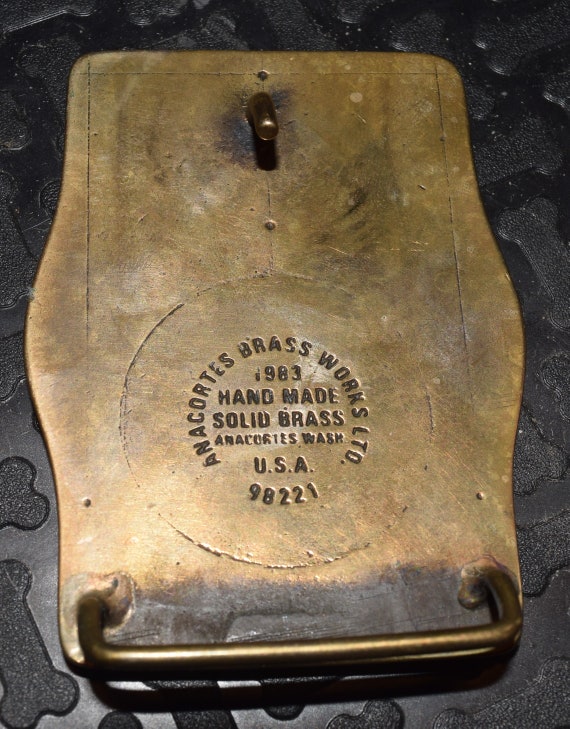 ANACORTES BRASS WORKS LTD.
1983
HAND MADE
SOLID BRASS
ANACORTES WASH.
U.S.A.
98221